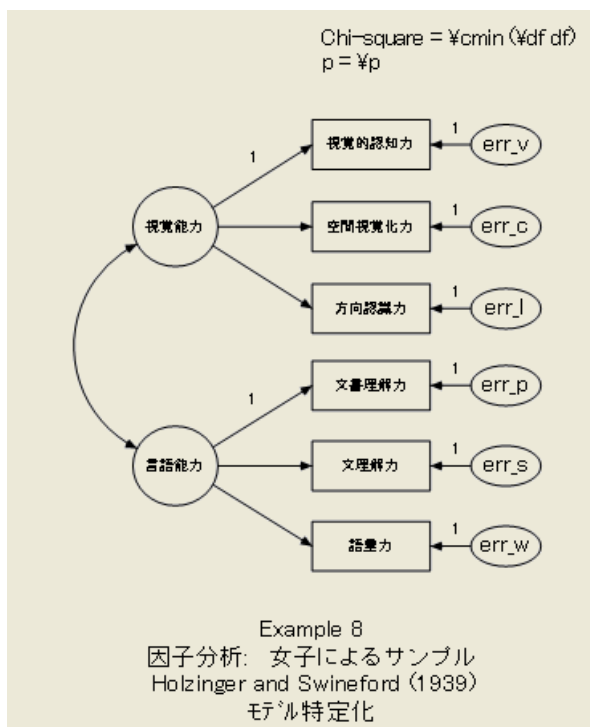 Chi-square = ¥cmin (¥df df)
p = ¥p
1
視覚的認知力
1
err_v
視覚能力
空間視覚化力
1
err_c
方向認識力
1
err_l
1
文書理解力
1
err_p
言語能力
文理解力
1
err_s
語彙力
1
err_w
Example 8
因子分析: 女子によるサンプル
Holzinger and Swineford (1939)
モデル特定化